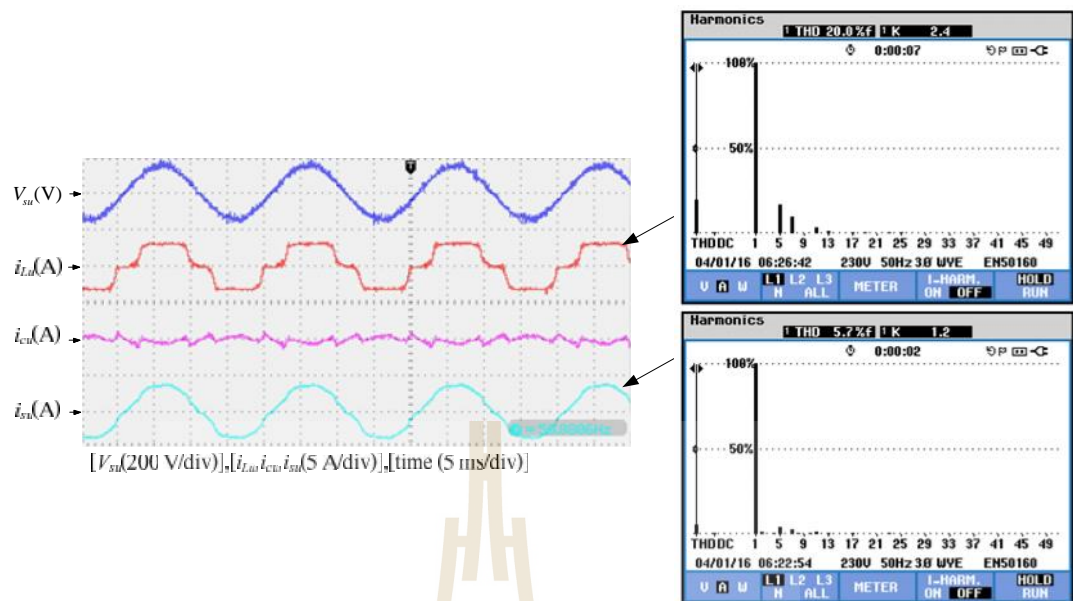 Harmonics
1 THD 20.0%f 1 K 2.4
0:00:07
100%
50%
THDDC 1 5 9 13 17 21 25 29 33 37 41 45 49
04/01/16 06:26:42 230V 50Hz 3Ø WYE EN50160
V A W L1 L2 L3 N ALL METER I-HARM. ON OFF HOLD RUN
Vsu(V)
iLu(A)
icu(A)
isu(A)
[Vsu(200 V/div)],[iLu, icu, isu(5 A/div)],[time (5 ms/div)]
Harmonics
1 THD 5.7%f 1 K 1.2
0:00:02
100%
50%
THDDC 1 5 9 13 17 21 25 29 33 37 41 45 49
04/01/16 06:22:54 230V 50Hz 3Ø WYE EN50160
V A W L1 L2 L3 N ALL METER I-HARM. ON OFF HOLD RUN